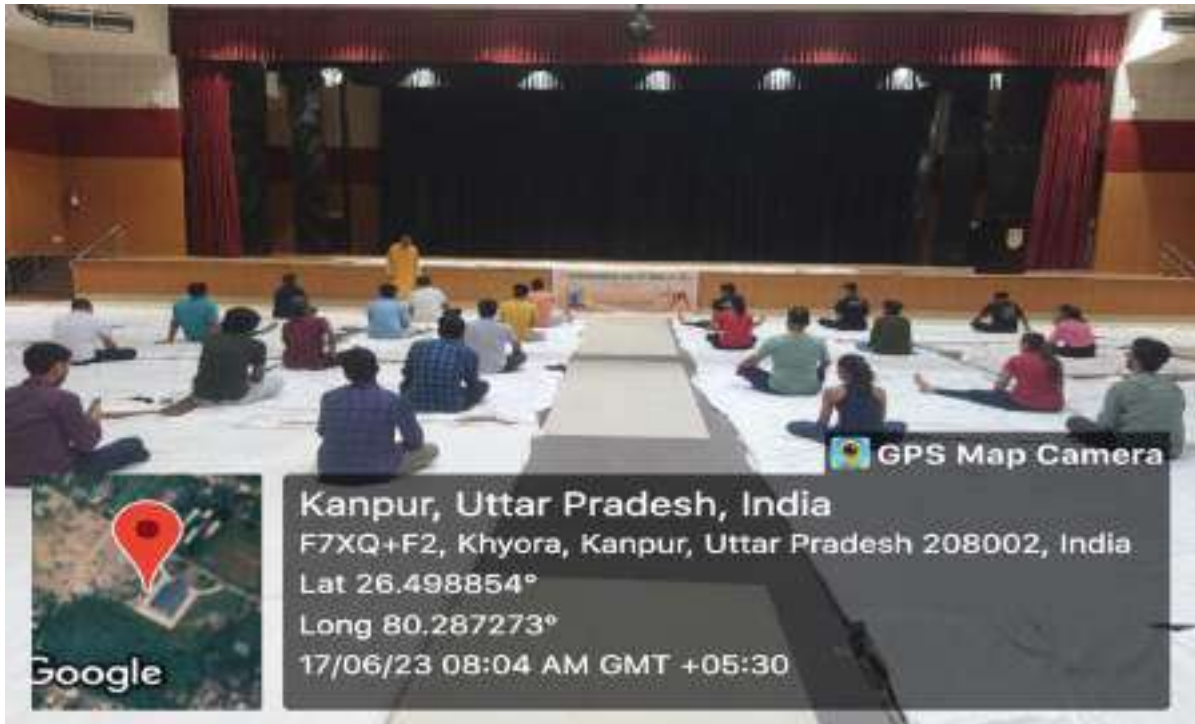 GPS Map Camera
Kanpur, Uttar Pradesh, India
F7XQ+F2, Khyora, Kanpur, Uttar Pradesh 208002, India
Lat 26.498854°
Long 80.287273°
17/06/23 08:04 AM GMT +05:30
Google